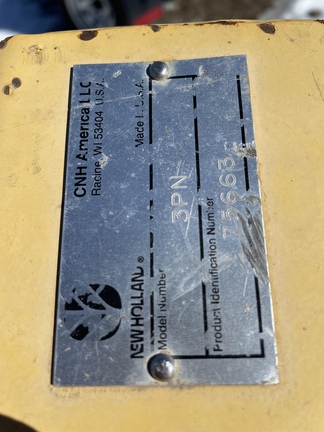 CNH America LLC
Racine, WI 53404 U.S.A.
Made in U.S.A.
NEW HOLLAND®
Model Number
3PN
Product Identification Number